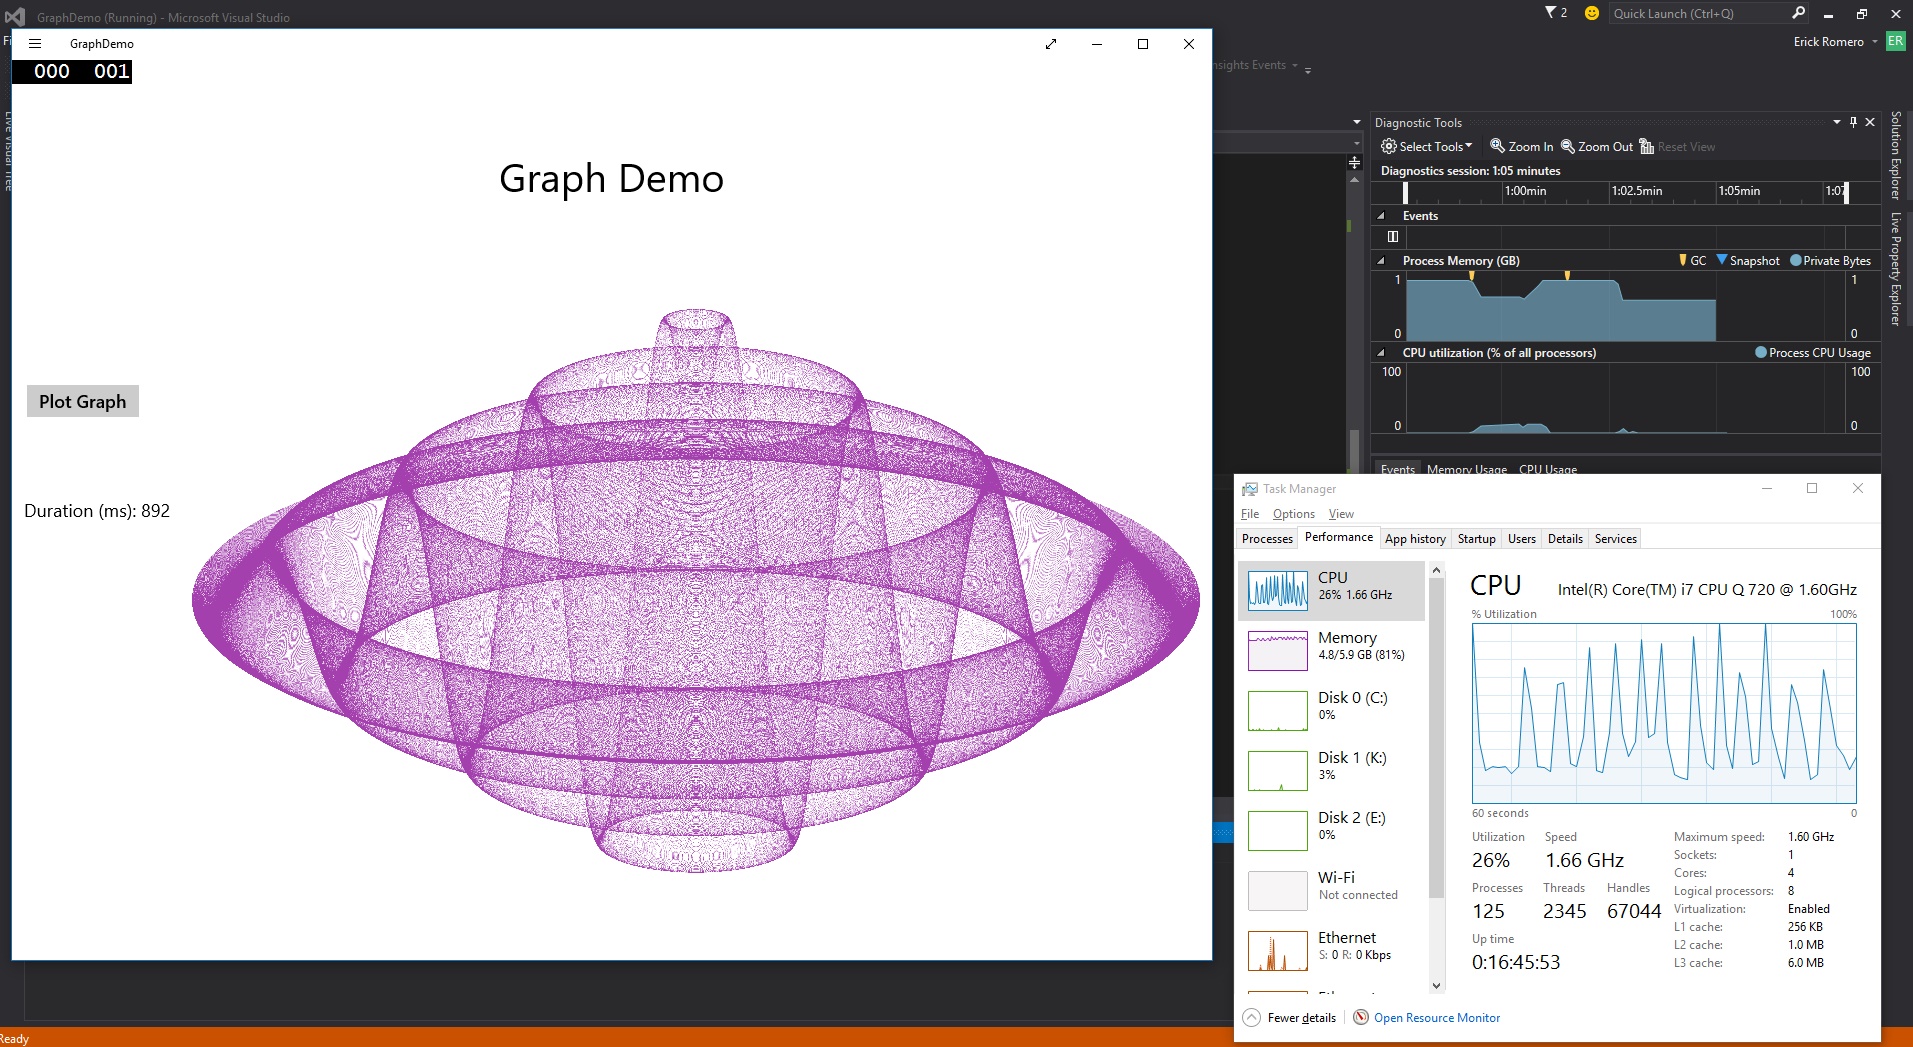 GraphDemo (Running) - Microsoft Visual Studio
2
Quick Launch (Ctrl+Q)
Erick Romero
ER
GraphDemo
000 001
Graph Demo
Plot Graph
Duration (ms): 892
Live Visual Tree
nsights Events
Diagnostic Tools
Select Tools
Zoom In
Zoom Out
Reset View
Diagnostics session: 1:05 minutes
1:00min 1:02.5min 1:05min 1:07
Events
Process Memory (GB)
GC Snapshot Private Bytes
1 1
0 0
CPU utilization (% of all processors)
Process CPU Usage
100 100
0 0
Events Memory Usage CPU Usage
Solution Explorer
Live Property Explorer
Task Manager
File Options View
Processes Performance App history Startup Users Details Services
CPU
26% 1.66 GHz
Memory
4.8/5.9 GB (81%)
Disk 0 (C:)
0%
Disk 1 (K:)
3%
Disk 2 (E:)
0%
Wi-Fi
Not connected
Ethernet
S: 0 R: 0 Kbps
CPU
Intel(R) Core(TM) i7 CPU Q 720 @ 1.60GHz
% Utilization 100%
60 seconds 0
Utilization Speed
26% 1.66 GHz
Processes Threads Handles
125 2345 67044
Up time
0:16:45:53
Maximum speed: 1.60 GHz
Sockets: 1
Cores: 4
Logical processors: 8
Virtualization: Enabled
L1 cache: 256 KB
L2 cache: 1.0 MB
L3 cache: 6.0 MB
Fewer details
Open Resource Monitor
Ready